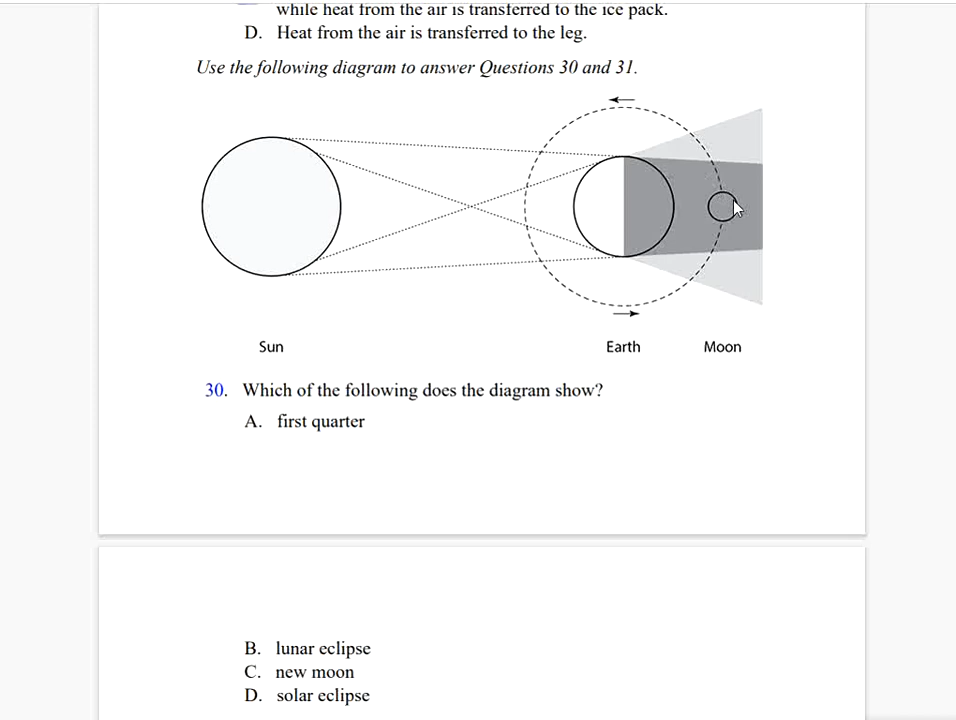 while heat from the air is transferred to the ice pack.
D. Heat from the air is transferred to the leg.
Use the following diagram to answer Questions 30 and 31.
Sun Earth Moon
30. Which of the following does the diagram show?
A. first quarter
B. lunar eclipse
C. new moon
D. solar eclipse